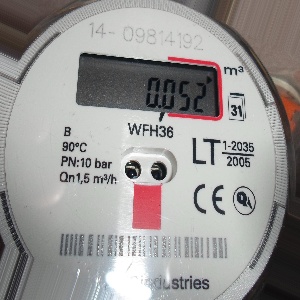 14- 09814192
0,052
m³
31
B
WFH36
90°C
PN:10 bar
Qn1,5 m³/h
LT 1-2035
2005
CE
industries